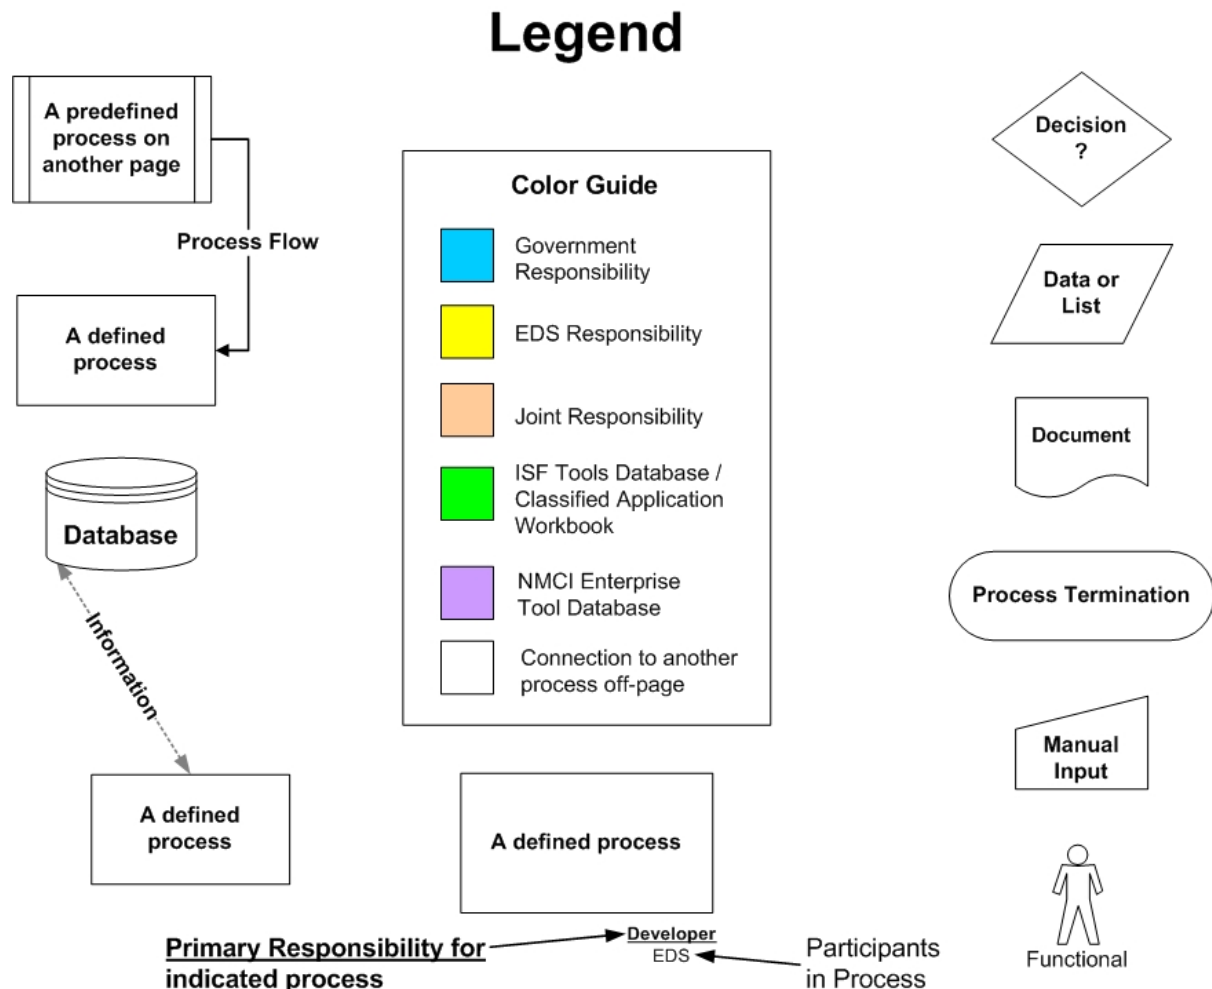 Legend
A predefined
process on
another page
Process Flow
A defined
process
Database
Information
A defined
process
Color Guide
Government
Responsibility
EDS Responsibility
Joint Responsibility
ISF Tools Database /
Classified Application
Workbook
NMCI Enterprise
Tool Database
Connection to another
process off-page
A defined process
Developer
EDS
Primary Responsibility for
indicated process
Participants
in Process
Decision
?
Data or
List
Document
Process Termination
Manual
Input
Functional